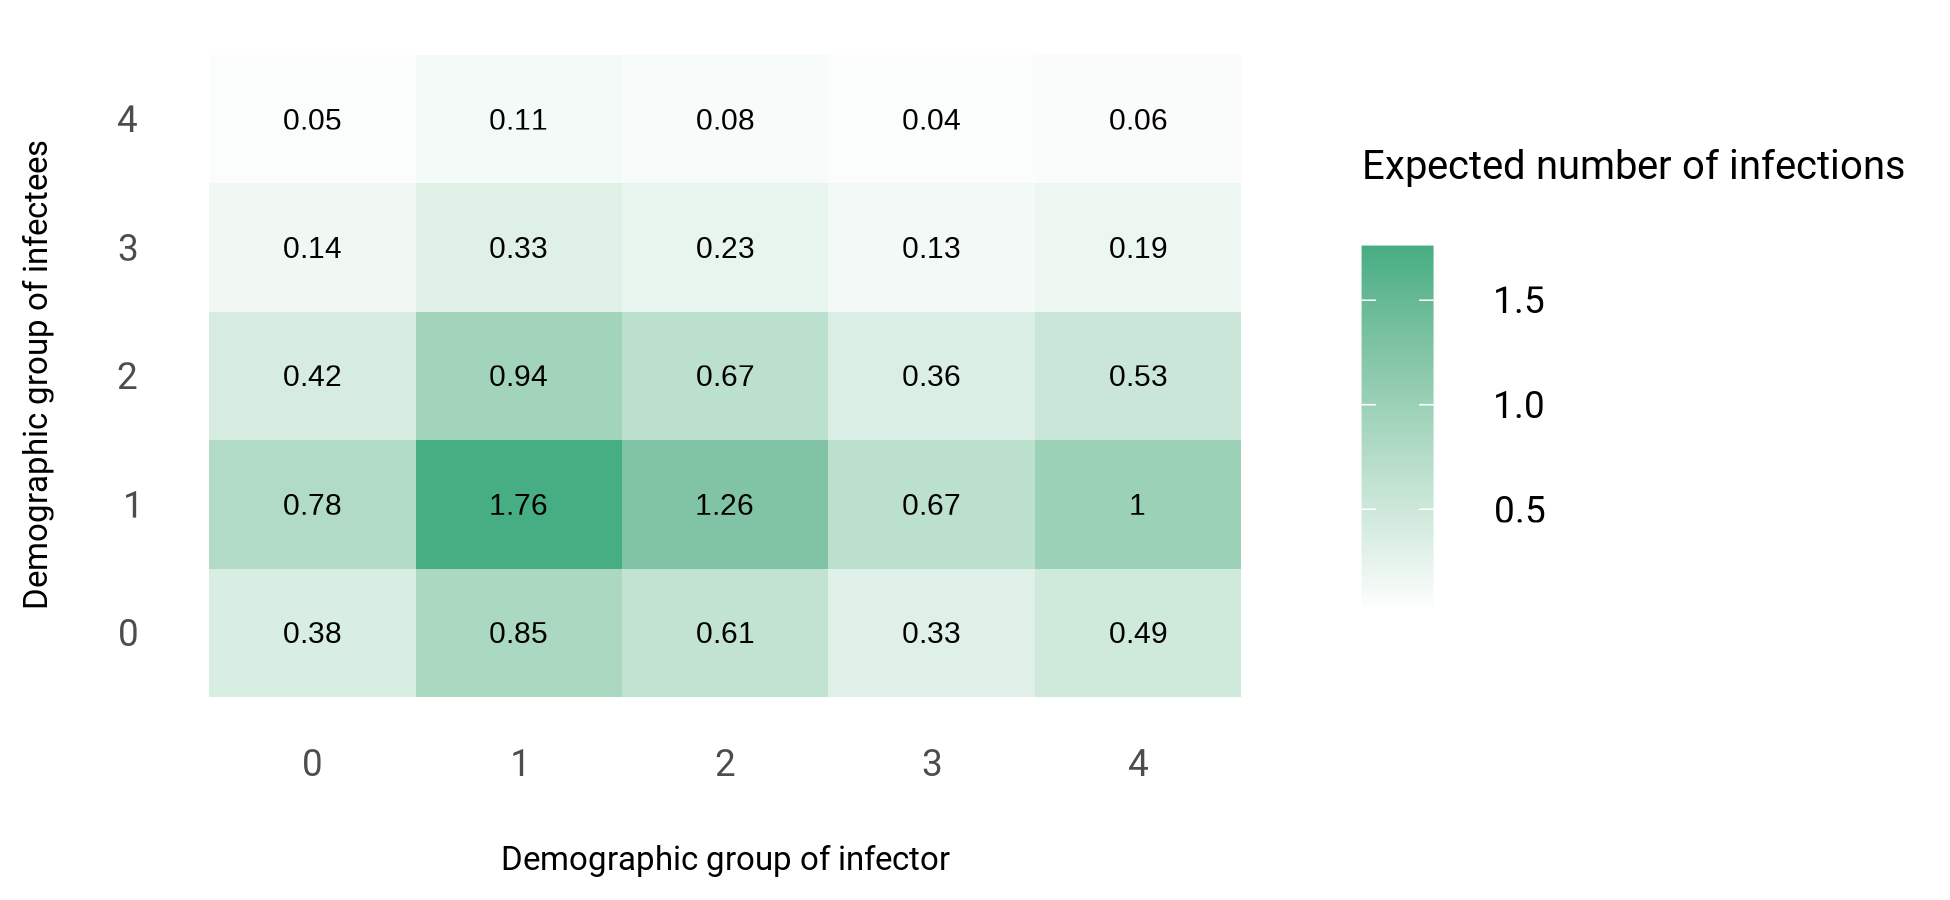 Demographic group of infectees
4
0.05 0.11 0.08 0.04 0.06
3
0.14 0.33 0.23 0.13 0.19
2
0.42 0.94 0.67 0.36 0.53
1
0.78 1.76 1.26 0.67 1
0
0.38 0.85 0.61 0.33 0.49
0 1 2 3 4
Demographic group of infector
Expected number of infections
1.5
1.0
0.5